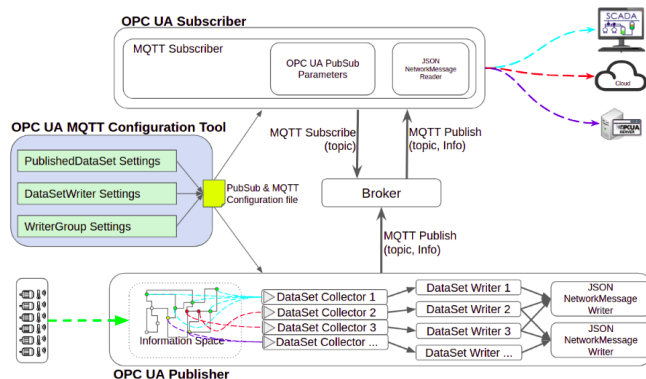 OPC UA Subscriber
MQTT Subscriber
OPC UA PubSub
Parameters
JSON
NetworkMessage
Reader
SCADA
Cloud
OPCUA
SERVER
OPC UA MQTT Configuration Tool
PublishedDataSet Settings
DataSetWriter Settings
WriterGroup Settings
PubSub & MQTT
Configuration file
MQTT Subscribe
(topic)
MQTT Publish
(topic, Info)
Broker
MQTT Publish
(topic, Info)
Information Space
DataSet Collector 1
DataSet Collector 2
DataSet Collector 3
DataSet Collector ...
DataSet Writer 1
DataSet Writer 2
DataSet Writer 3
DataSet Writer ...
JSON
NetworkMessage
Writer
JSON
NetworkMessage
Writer
OPC UA Publisher